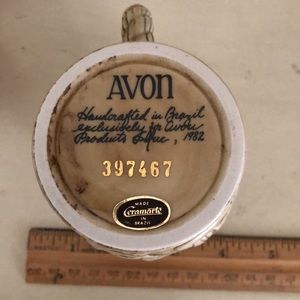 AVON
Handcrafted in Brazil
exclusively for Avon
Products Inc., 1982
397467
MADE
Ceramarte
IN
BRAZIL